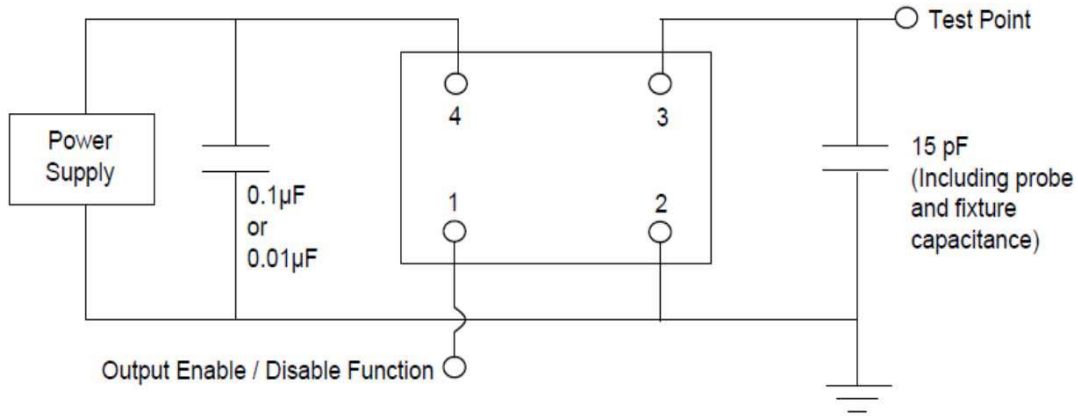 Test Point
4
3
Power
Supply
0.1µF
or
0.01µF
1
2
15 pF
(Including probe
and fixture
capacitance)
Output Enable / Disable Function